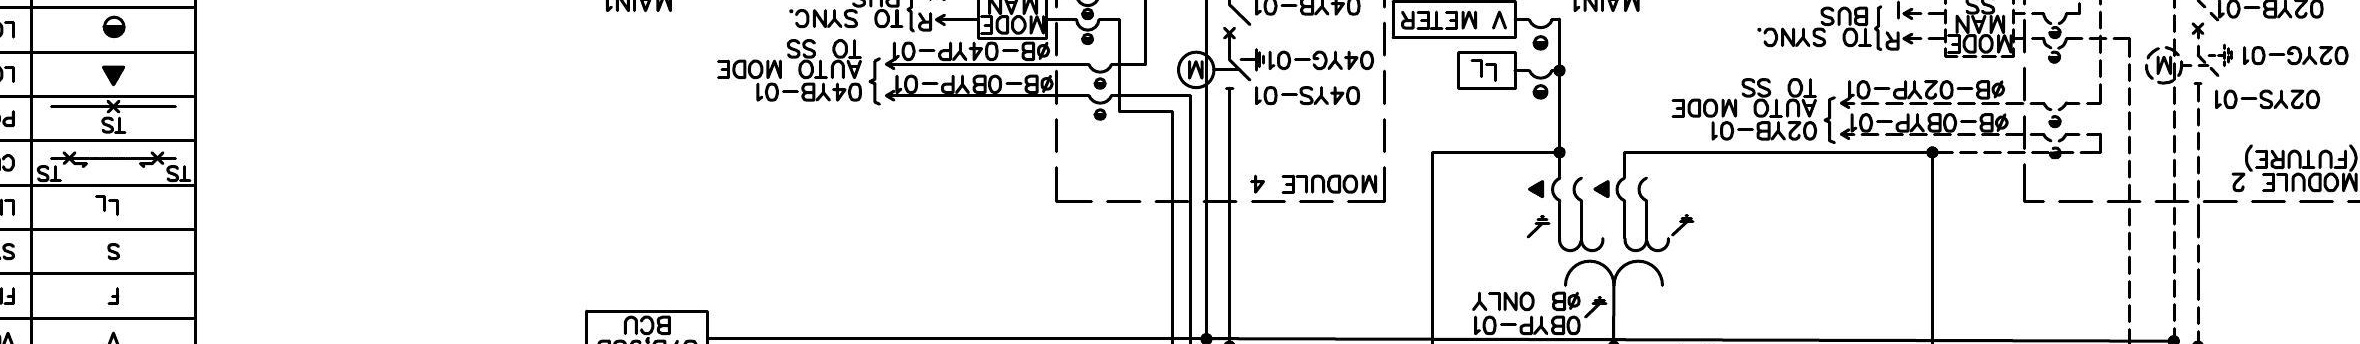 0BYP-01
øB ONLY
BCU
V
F
S
MODULE 2
(FUTURE)
MODULE 4
LL
TS TS
TS
02YS-01
02YG-01
02YB-01
M
øB-0BYP-01
øB-02YP-01
02YB-01
AUTO MODE
TO SS
MODE
MAN
SS
R
TO SYNC.
BUS
LL
V METER
MAIN1
04YS-01
04YG-01
04YB-01
M
øB-0BYP-01
øB-04YP-01
04YB-01
AUTO MODE
TO SS
MODE
MAN
R
TO SYNC.
BUS
MAIN1